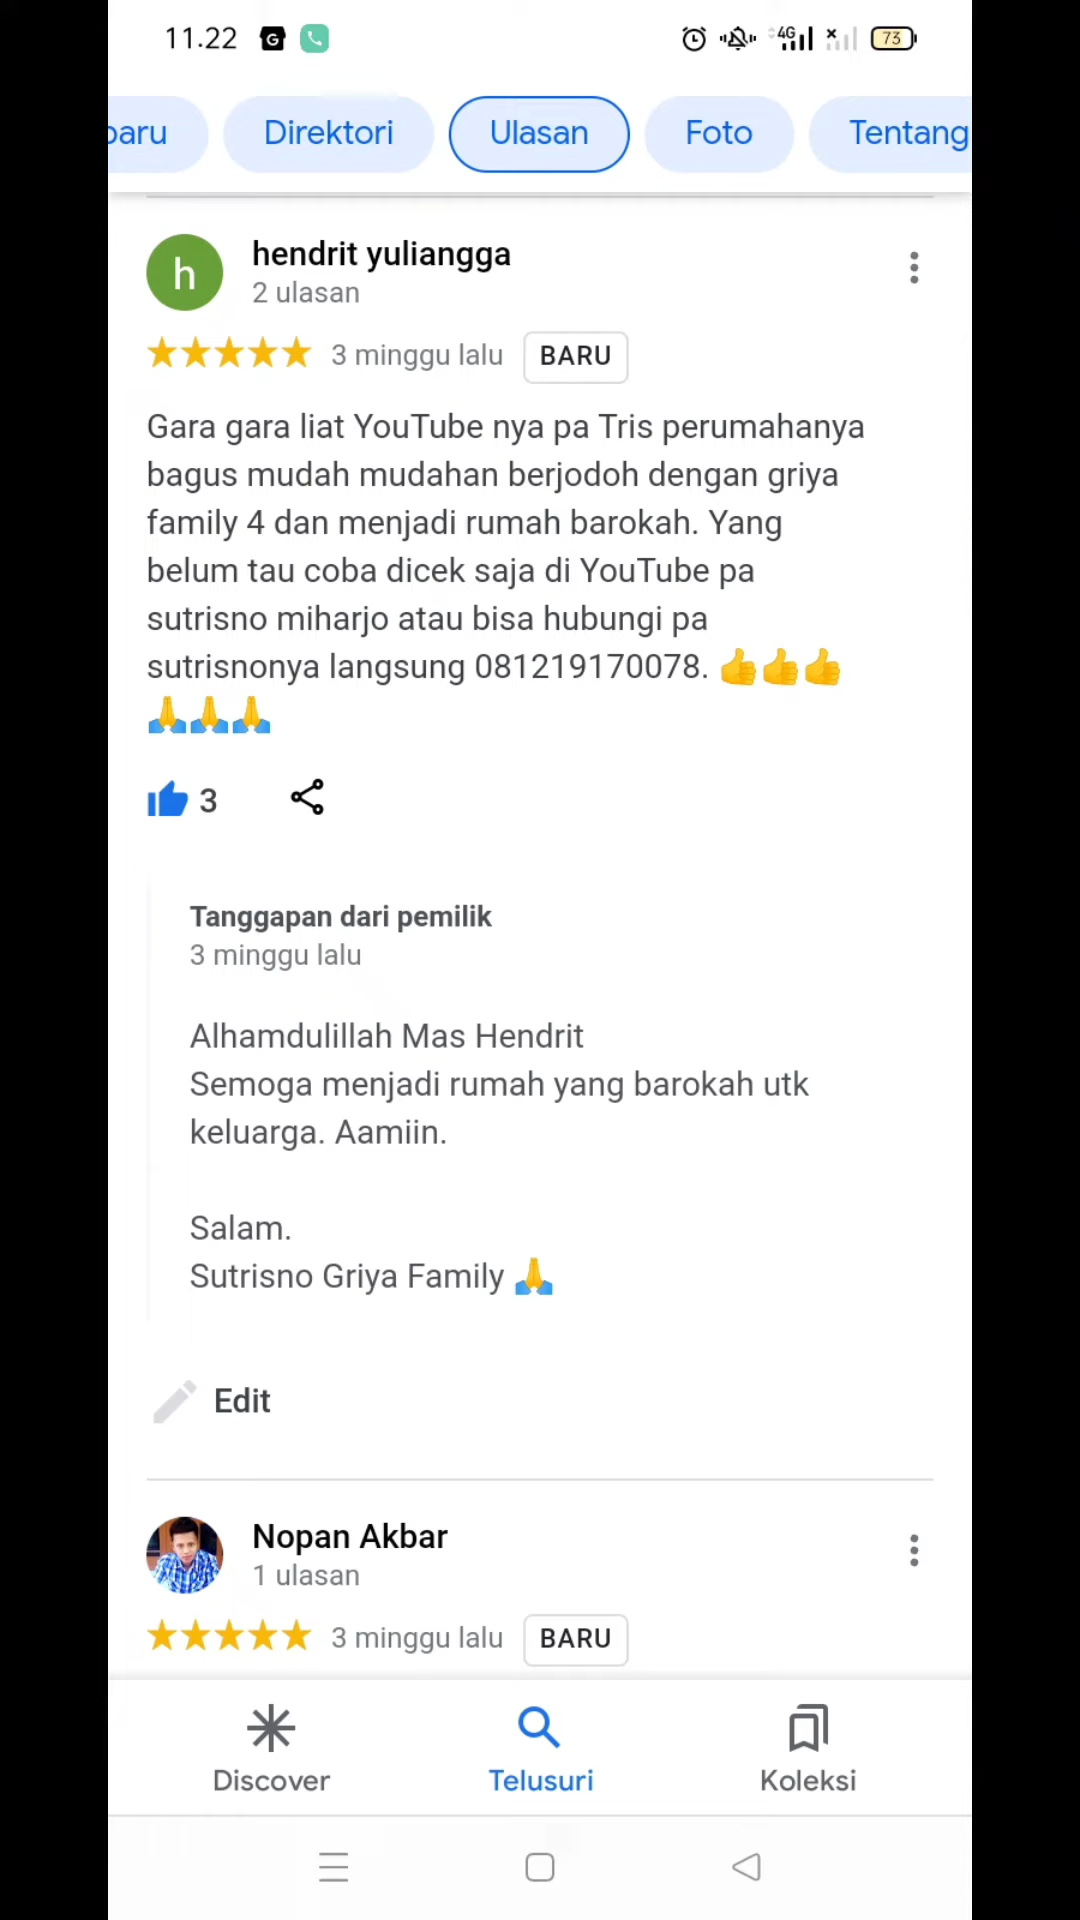 11.22
4G
73
baru
Direktori
Ulasan
Foto
Tentang
h
hendrit yuliangga
2 ulasan
3 minggu lalu
BARU
Gara gara liat YouTube nya pa Tris perumahanya
bagus mudah mudahan berjodoh dengan griya
family 4 dan menjadi rumah barokah. Yang
belum tau coba dicek saja di YouTube pa
sutrisno miharjo atau bisa hubungi pa
sutrisnonya langsung 081219170078. 👍👍👍
🙏🙏🙏
3
Tanggapan dari pemilik
3 minggu lalu
Alhamdulillah Mas Hendrit
Semoga menjadi rumah yang barokah utk
keluarga. Aamiin.
Salam.
Sutrisno Griya Family 🙏
Edit
Nopan Akbar
1 ulasan
3 minggu lalu
BARU
Discover
Telusuri
Koleksi